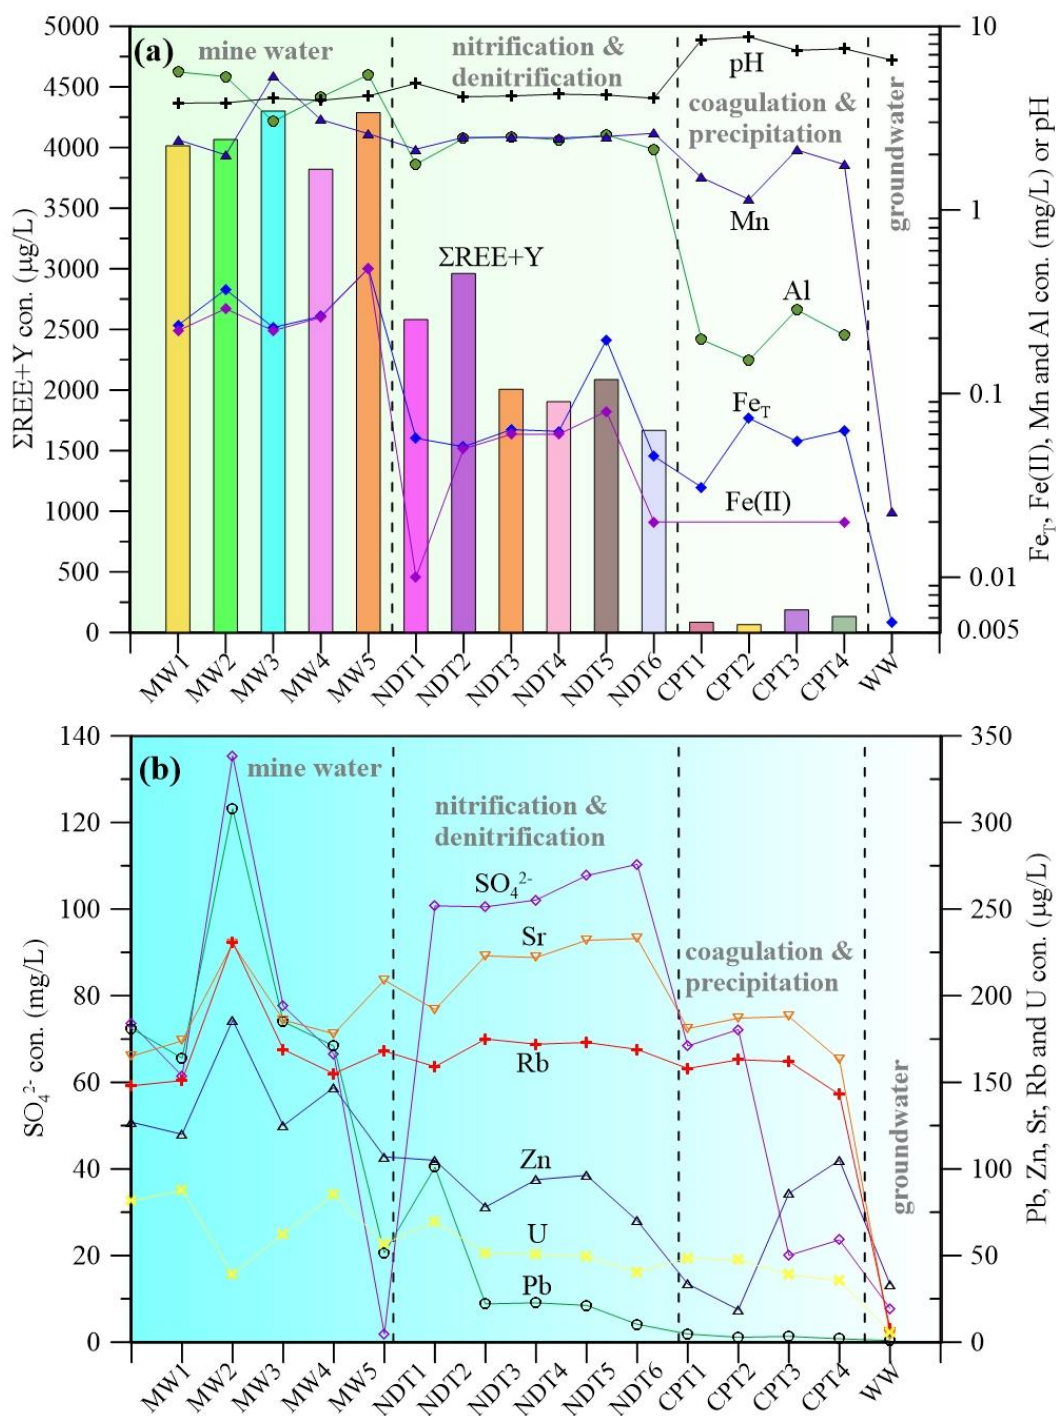 (a)
mine water
nitrification &
denitrification
coagulation &
precipitation
groundwater
pH
Mn
ΣREE+Y
Al
Fe_T
Fe(II)
ΣREE+Y con. (μg/L)
5000
4500
4000
3500
3000
2500
2000
1500
1000
500
0
10
1
0.1
0.01
0.005
Fe_T, Fe(II), Mn and Al con. (mg/L) or pH
MW1 MW2 MW3 MW4 MW5 NDT1 NDT2 NDT3 NDT4 NDT5 NDT6 CPT1 CPT2 CPT3 CPT4 WW
(b)
mine water
nitrification &
denitrification
coagulation &
precipitation
groundwater
SO₄²⁻
Sr
Rb
Zn
U
Pb
SO₄²⁻ con. (mg/L)
140
120
100
80
60
40
20
0
350
300
250
200
150
100
50
0
Pb, Zn, Sr, Rb and U con. (μg/L)
MW1 MW2 MW3 MW4 MW5 NDT1 NDT2 NDT3 NDT4 NDT5 NDT6 CPT1 CPT2 CPT3 CPT4 WW